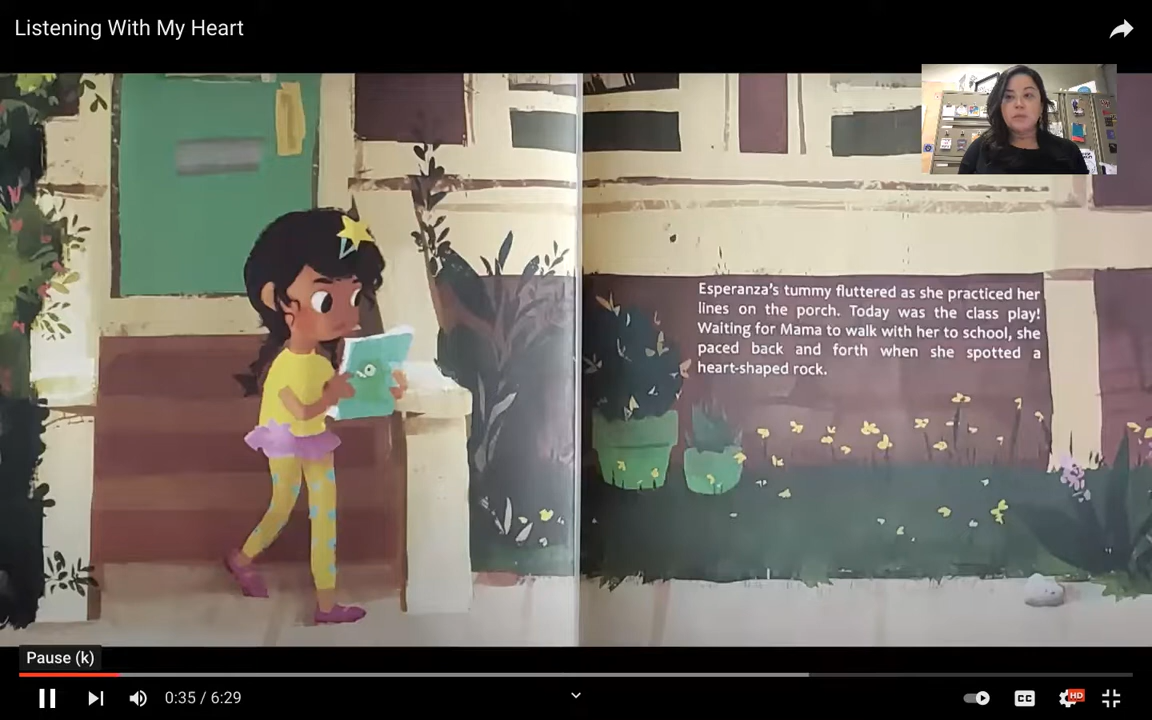 Listening With My Heart
Esperanza's tummy fluttered as she practiced her
lines on the porch. Today was the class play!
Waiting for Mama to walk with her to school, she
paced back and forth when she spotted a
heart-shaped rock.
Pause (k)
0:35 / 6:29
CC
HD